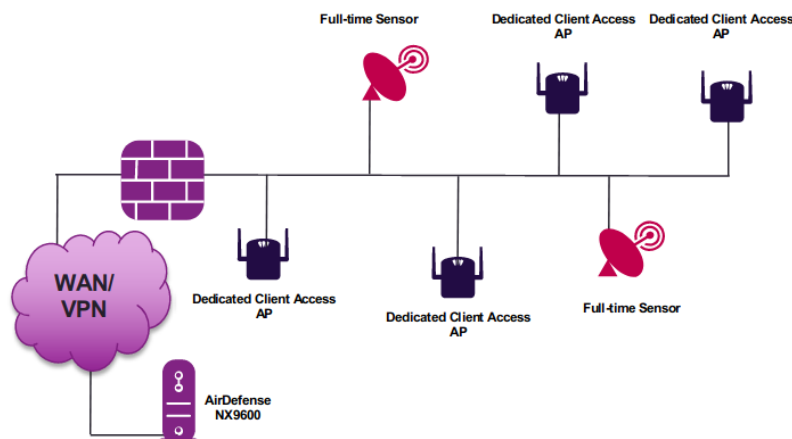 Full-time Sensor
Dedicated Client Access
AP
Dedicated Client Access
AP
WAN/
VPN
Dedicated Client Access
AP
Dedicated Client Access
AP
Full-time Sensor
AirDefense
NX9600